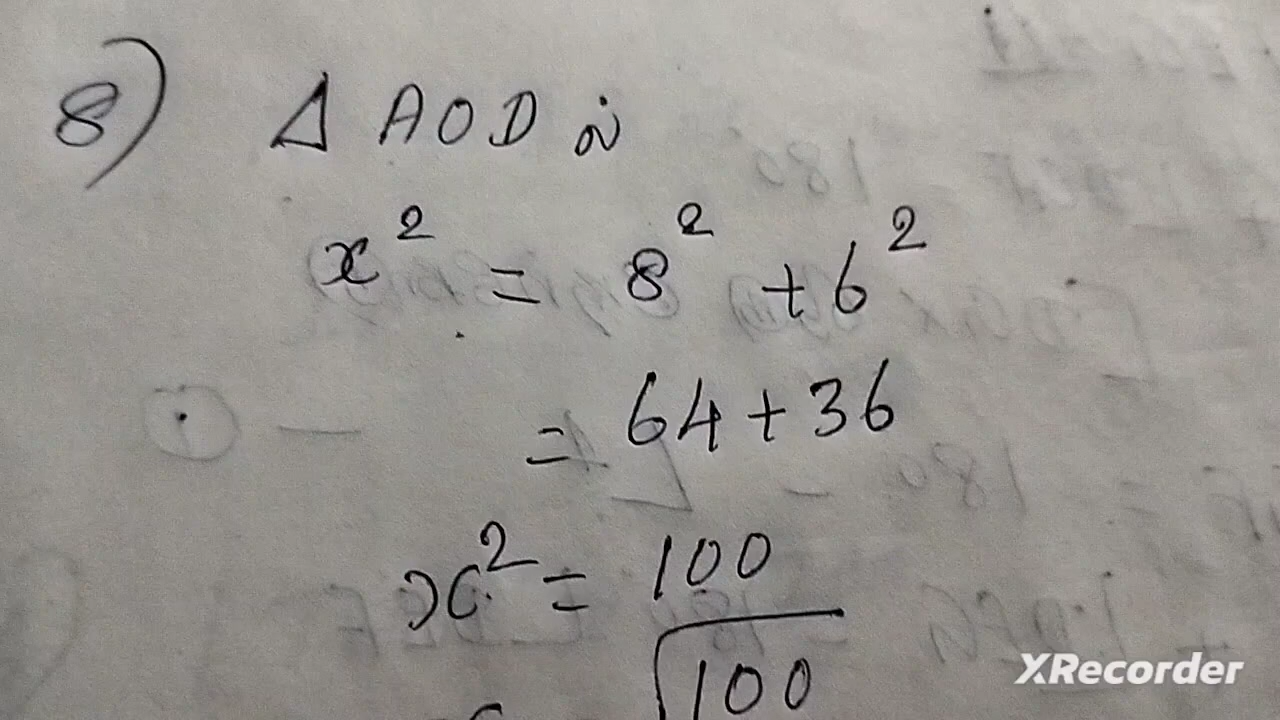 8) Δ AOD ல்
x² = 8² + 6²
= 64 + 36
x² = 100
√100
XRecorder